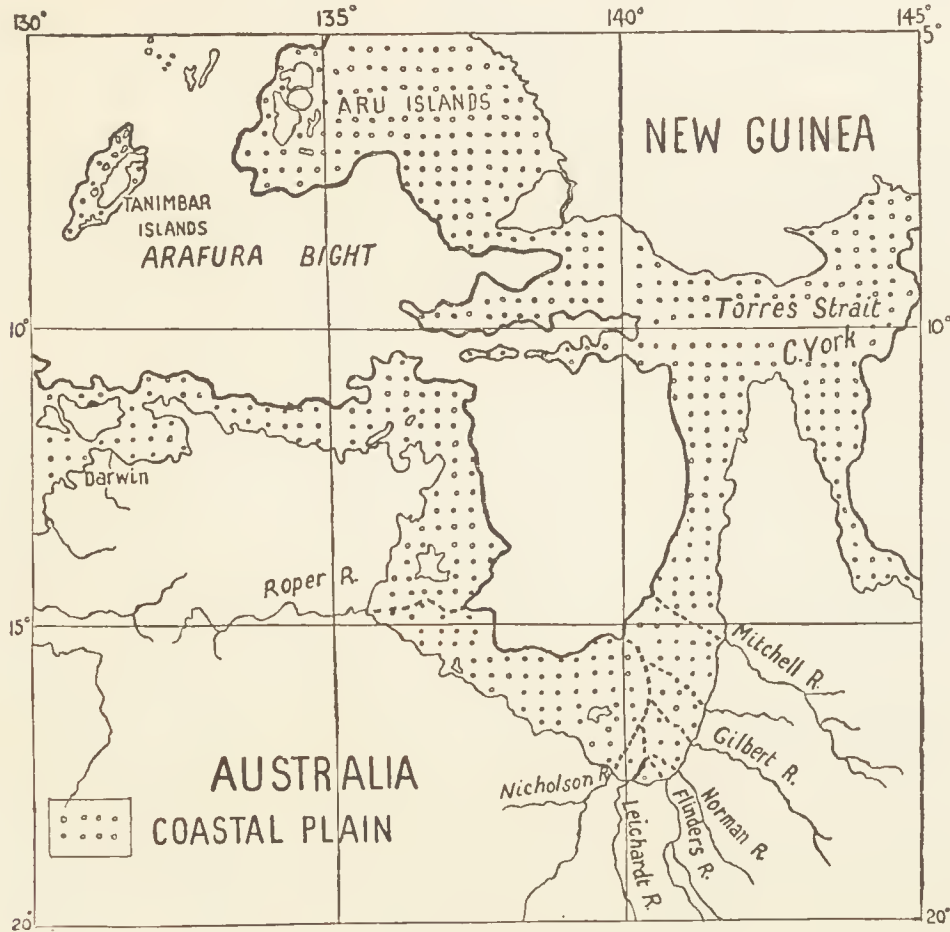 130° 135° 140° 145°
5°
ARU ISLANDS
NEW GUINEA
TANIMBAR
ISLANDS
ARAFURA BIGHT
Torres Strait
10° 10°
C. York
Darwin
Roper R.
15°
Mitchell R.
Gilbert R.
Nicholson R
Leichardt R.
Flinders R.
Norman R.
AUSTRALIA
COASTAL PLAIN
20° 20°